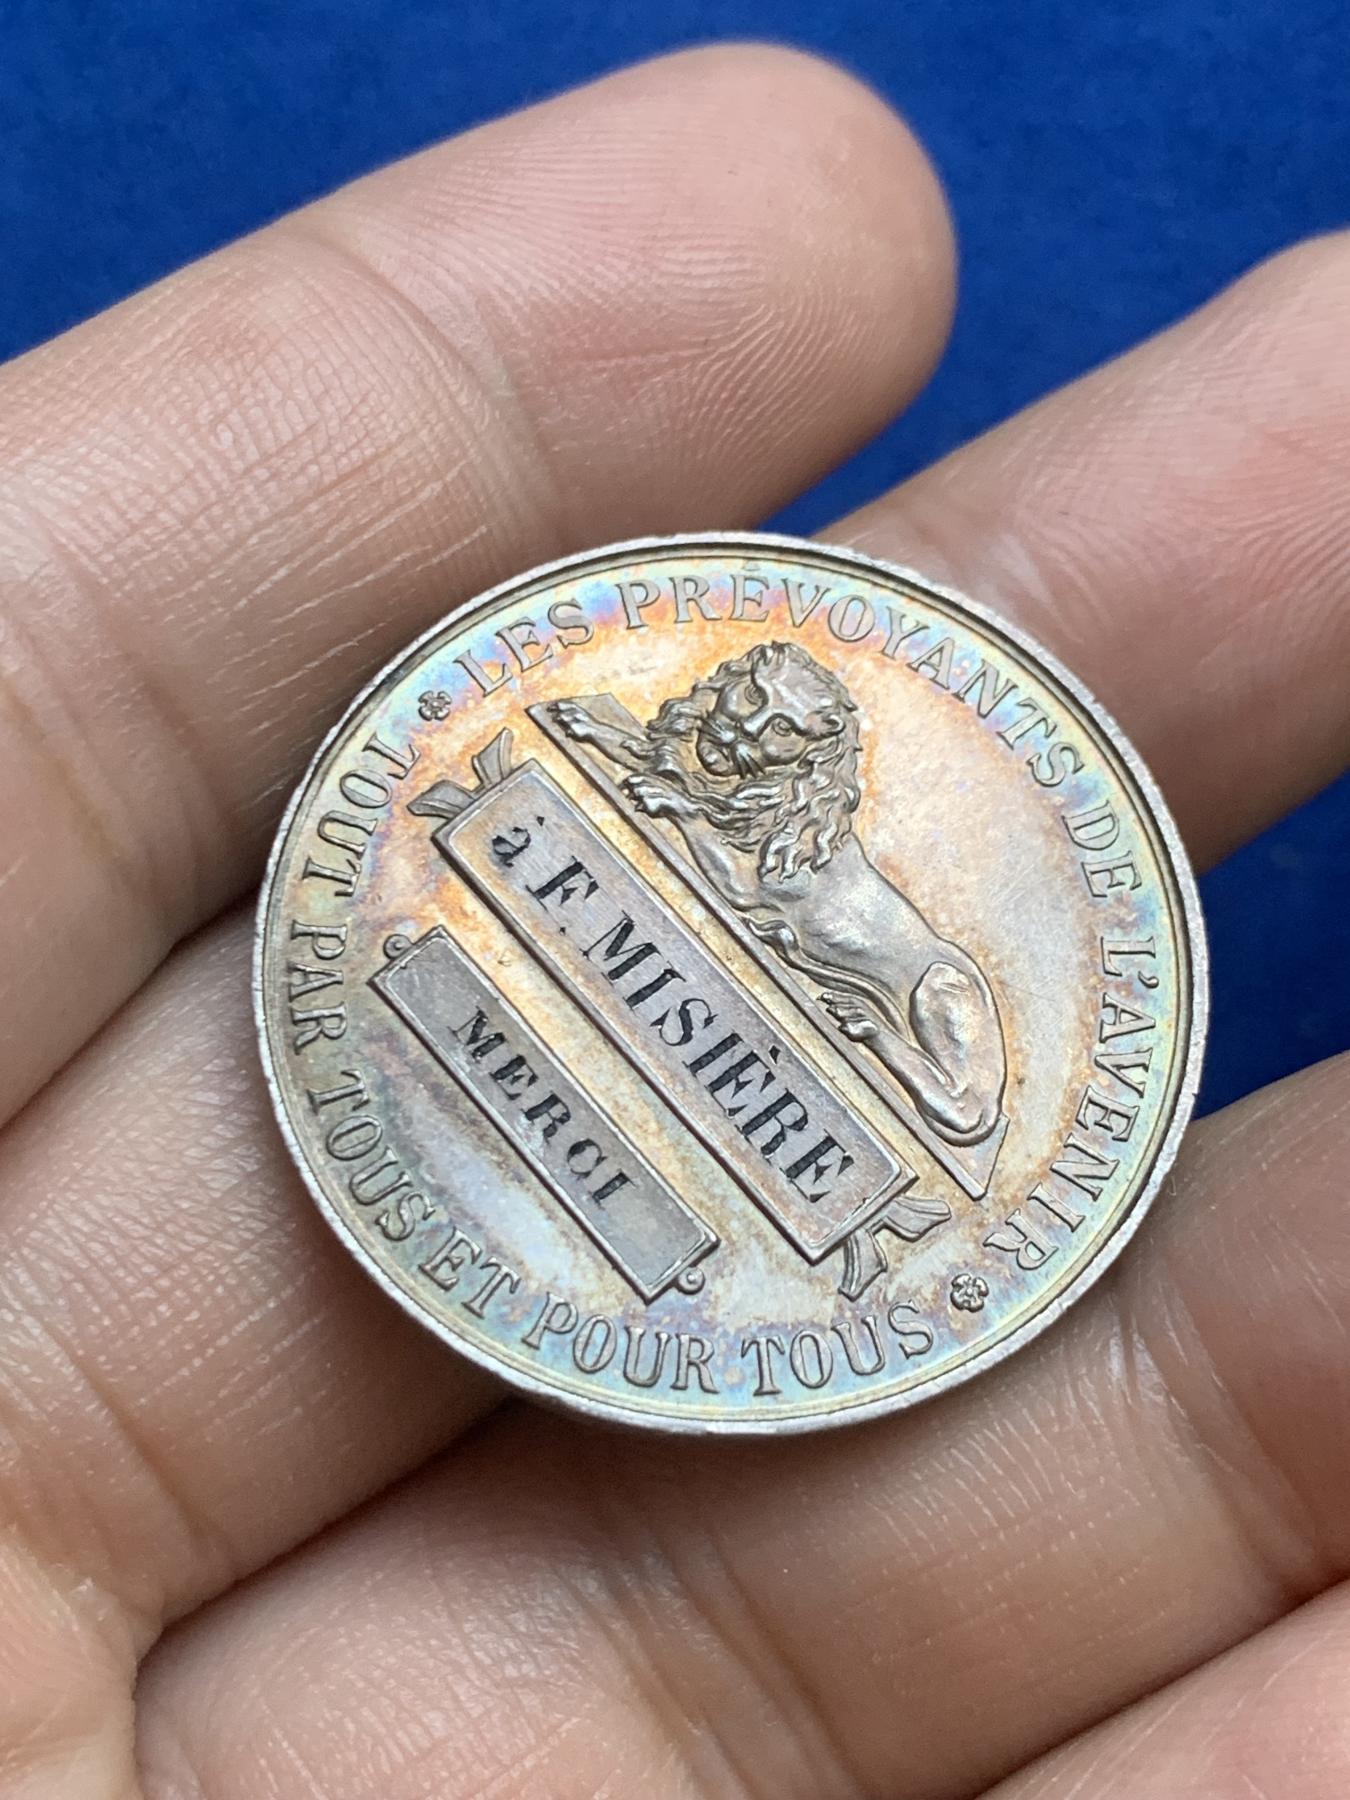 LES PRÉVOYANTS DE L'AVENIR
à F. MISIÈRE
MERCI
TOUT PAR TOUS ET POUR TOUS